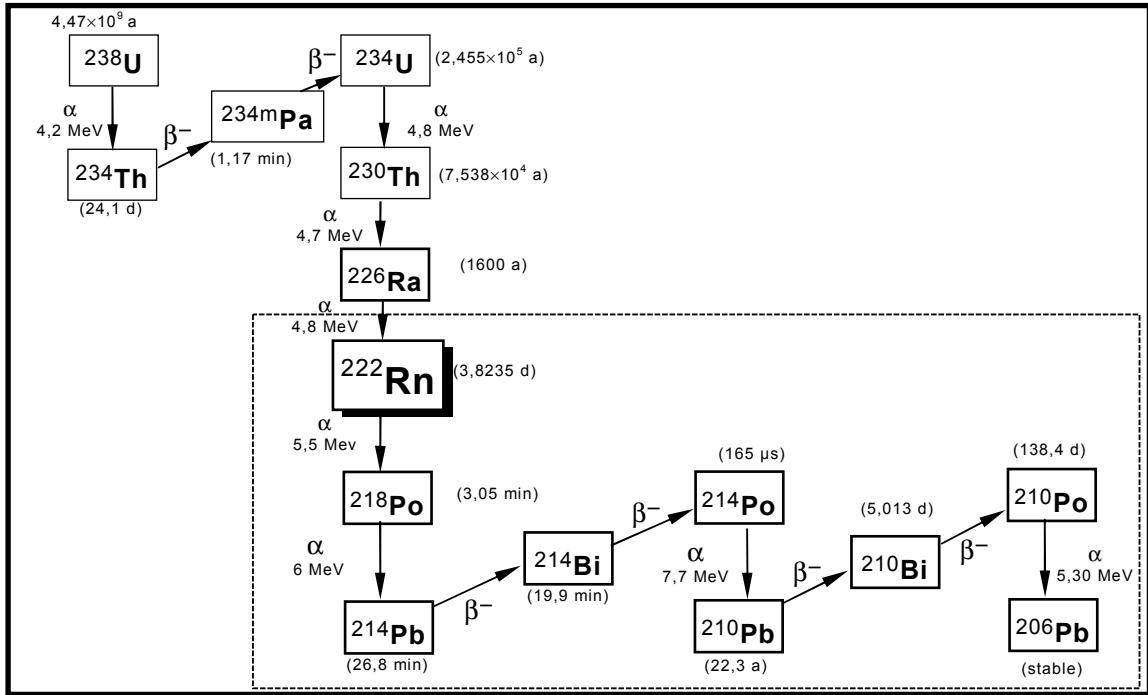 4,47×10⁹ a
²³⁸U
β⁻
²³⁴U
(2,455×10⁵ a)
α
4,2 MeV
β⁻
²³⁴ᵐPa
(1,17 min)
α
4,8 MeV
²³⁴Th
(24,1 d)
²³⁰Th
(7,538×10⁴ a)
α
4,7 MeV
²²⁶Ra
(1600 a)
α
4,8 MeV
²²²Rn
(3,8235 d)
α
5,5 Mev
²¹⁸Po
(3,05 min)
α
6 MeV
²¹⁴Pb
(26,8 min)
β⁻
²¹⁴Bi
(19,9 min)
β⁻
(165 µs)
²¹⁴Po
α
7,7 MeV
²¹⁰Pb
(22,3 a)
β⁻
(5,013 d)
²¹⁰Bi
β⁻
(138,4 d)
²¹⁰Po
α
5,30 MeV
²⁰⁶Pb
(stable)